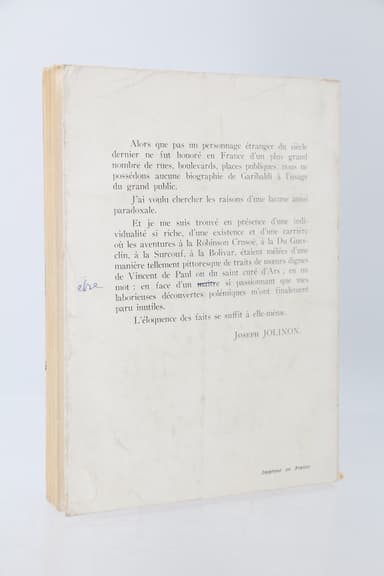 Alors que pas un personnage étranger du siècle
dernier ne fut honoré en France d'un plus grand
nombre de rues, boulevards, places publiques nous ne
possédons aucune biographie de Garibaldi à l'usage
du grand public.
J'ai voulu chercher les raisons d'une lacune aussi
paradoxale.
Et je me suis trouvé en présence d'une indi-
vidualité si riche, d'une existence et d'une carrière
où les aventures à la Robinson Crusoë, à la Du Gues-
clin, à la Surcouf, à la Bolivar, étaient mêlées d'une
manière tellement pittoresque de traits de mœurs dignes
de Vincent de Paul ou du saint curé d'Ars ; en un
être mot : en face d'un maître si passionnant que mes
laborieuses découvertes polémiques m'ont finalement
paru inutiles.
L'éloquence des faits se suffit à elle-même.
Joseph JOLINON.
Imprimé en France